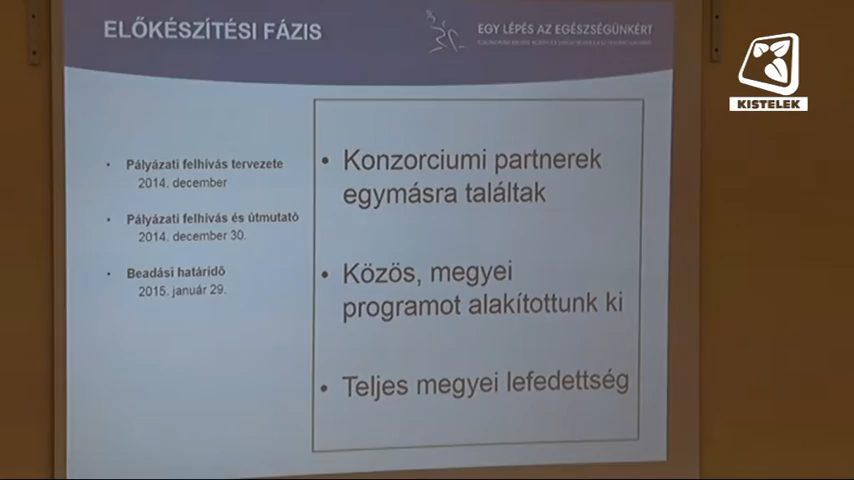 ELŐKÉSZÍTÉSI FÁZIS
EGY LÉPÉS AZ EGÉSZSÉGÜNKÉRT
KISTELEK
• Pályázati felhívás tervezete
2014. december
• Pályázati felhívás és útmutató
2014. december 30.
• Beadási határidő
2015. január 29.
• Konzorciumi partnerek
egymásra találtak
• Közös, megyei
programot alakítottunk ki
• Teljes megyei lefedettség